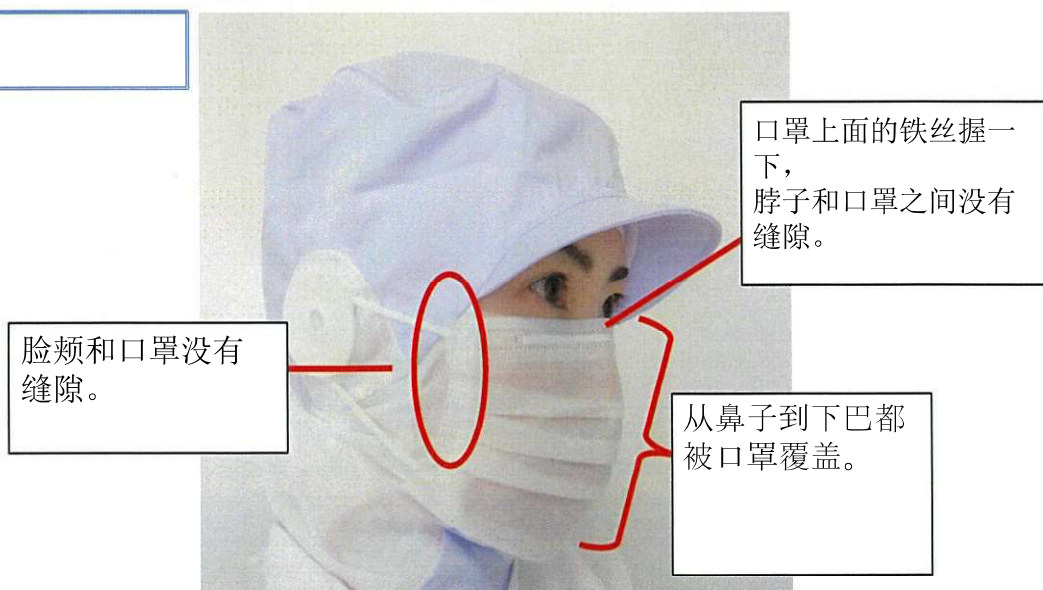 口罩上面的铁丝握一
下，
脖子和口罩之间没有
缝隙。
脸颊和口罩没有
缝隙。
从鼻子到下巴都
被口罩覆盖。